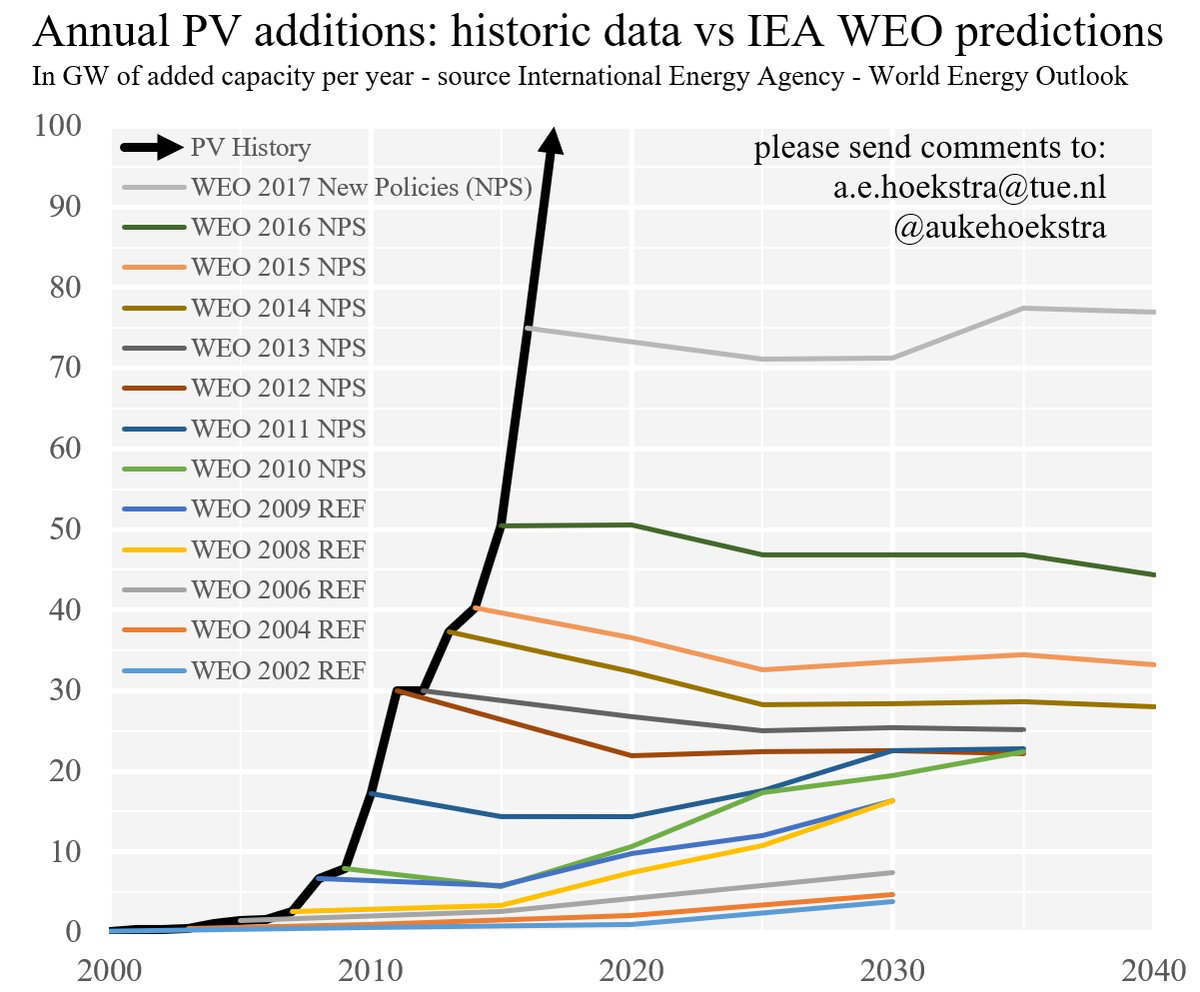 Annual PV additions: historic data vs IEA WEO predictions
In GW of added capacity per year - source International Energy Agency - World Energy Outlook
100
90
80
70
60
50
40
30
20
10
0
PV History
WEO 2017 New Policies (NPS)
WEO 2016 NPS
WEO 2015 NPS
WEO 2014 NPS
WEO 2013 NPS
WEO 2012 NPS
WEO 2011 NPS
WEO 2010 NPS
WEO 2009 REF
WEO 2008 REF
WEO 2006 REF
WEO 2004 REF
WEO 2002 REF
please send comments to:
a.e.hoekstra@tue.nl
@aukehoekstra
2000 2010 2020 2030 2040